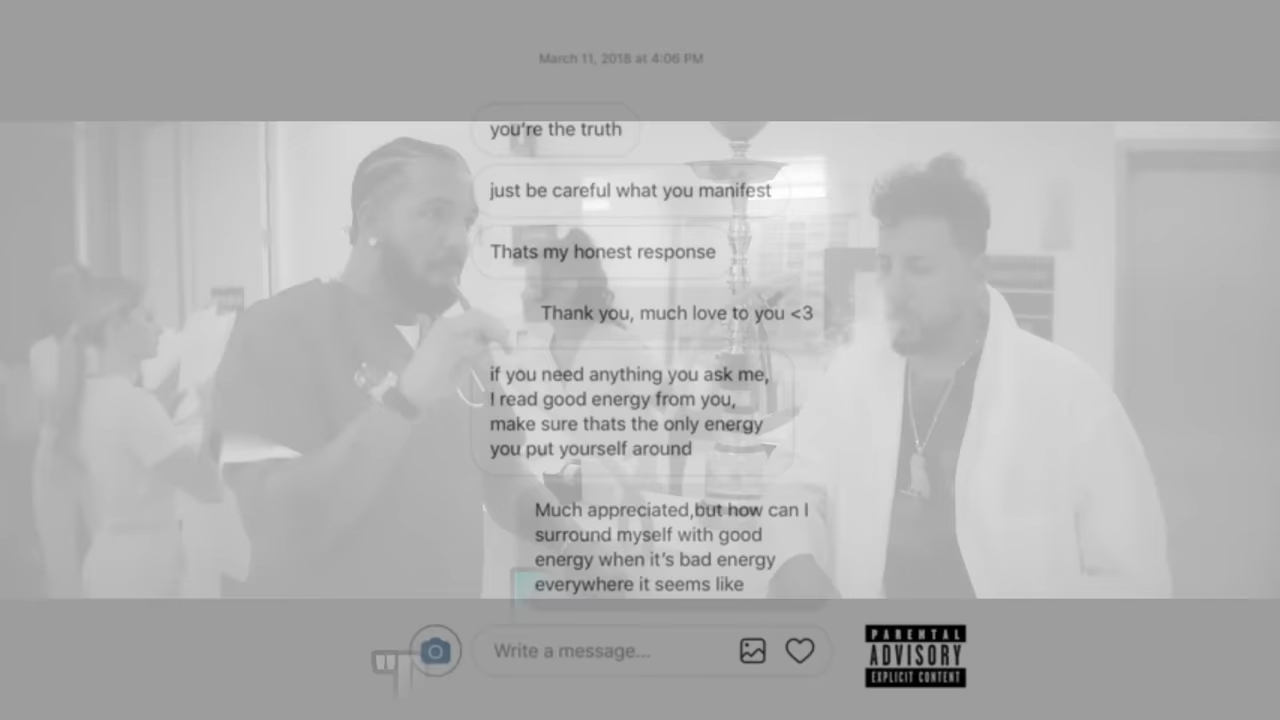 March 11, 2018 at 4:06 PM
you're the truth
just be careful what you manifest
Thats my honest response
Thank you, much love to you <3
if you need anything you ask me,
I read good energy from you,
make sure thats the only energy
you put yourself around
Much appreciated,but how can I
surround myself with good
energy when it's bad energy
everywhere it seems like
Write a message...
PARENTAL
ADVISORY
EXPLICIT CONTENT